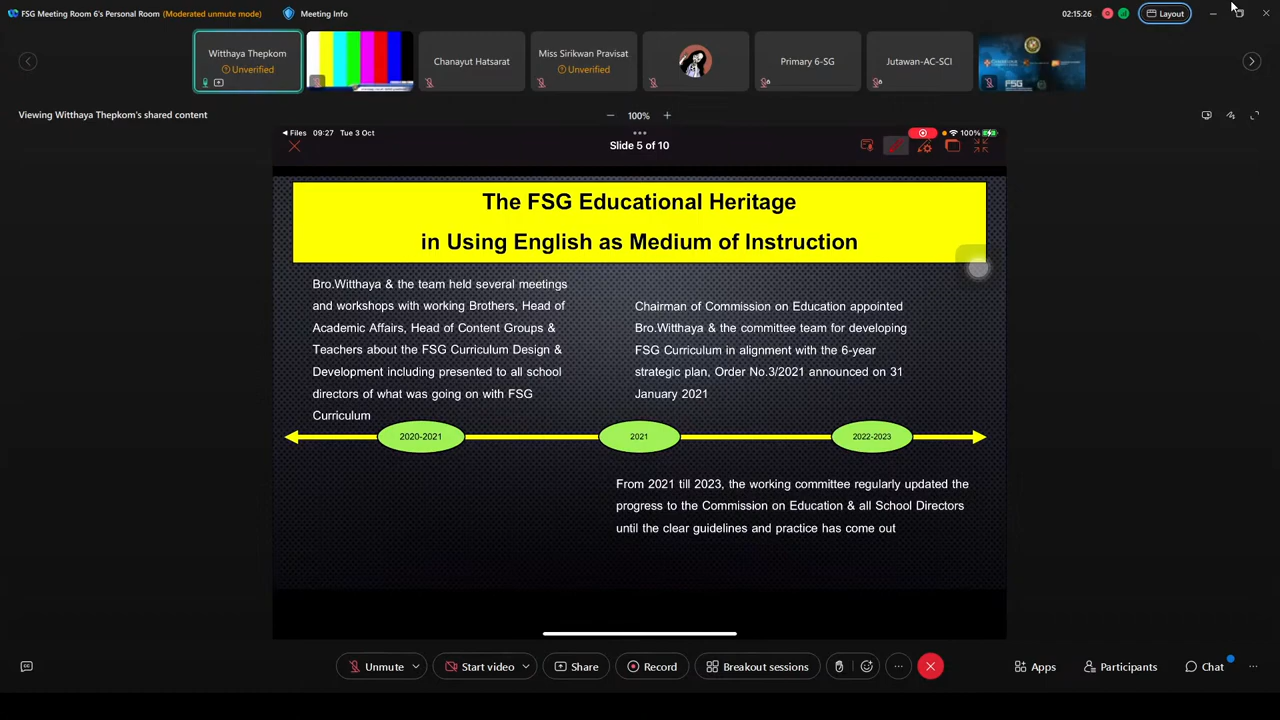 FSG Meeting Room 6's Personal Room (Moderated unmute mode)
Meeting Info
02:15:26
Layout
Witthaya Thepkom
Unverified
Chanayut Hatsarat
Miss Sirikwan Pravisat
Unverified
Primary 6-SG
Jutawan-AC-SCI
FSG
Viewing Witthaya Thepkom's shared content
100%
Files 09:27 Tue 3 Oct
100%
Slide 5 of 10
The FSG Educational Heritage
in Using English as Medium of Instruction
Bro.Witthaya & the team held several meetings
and workshops with working Brothers, Head of
Academic Affairs, Head of Content Groups &
Teachers about the FSG Curriculum Design &
Development including presented to all school
directors of what was going on with FSG
Curriculum
Chairman of Commission on Education appointed
Bro.Witthaya & the committee team for developing
FSG Curriculum in alignment with the 6-year
strategic plan, Order No.3/2021 announced on 31
January 2021
2020-2021
2021
2022-2023
From 2021 till 2023, the working committee regularly updated the
progress to the Commission on Education & all School Directors
until the clear guidelines and practice has come out
Unmute
Start video
Share
Record
Breakout sessions
Apps
Participants
Chat